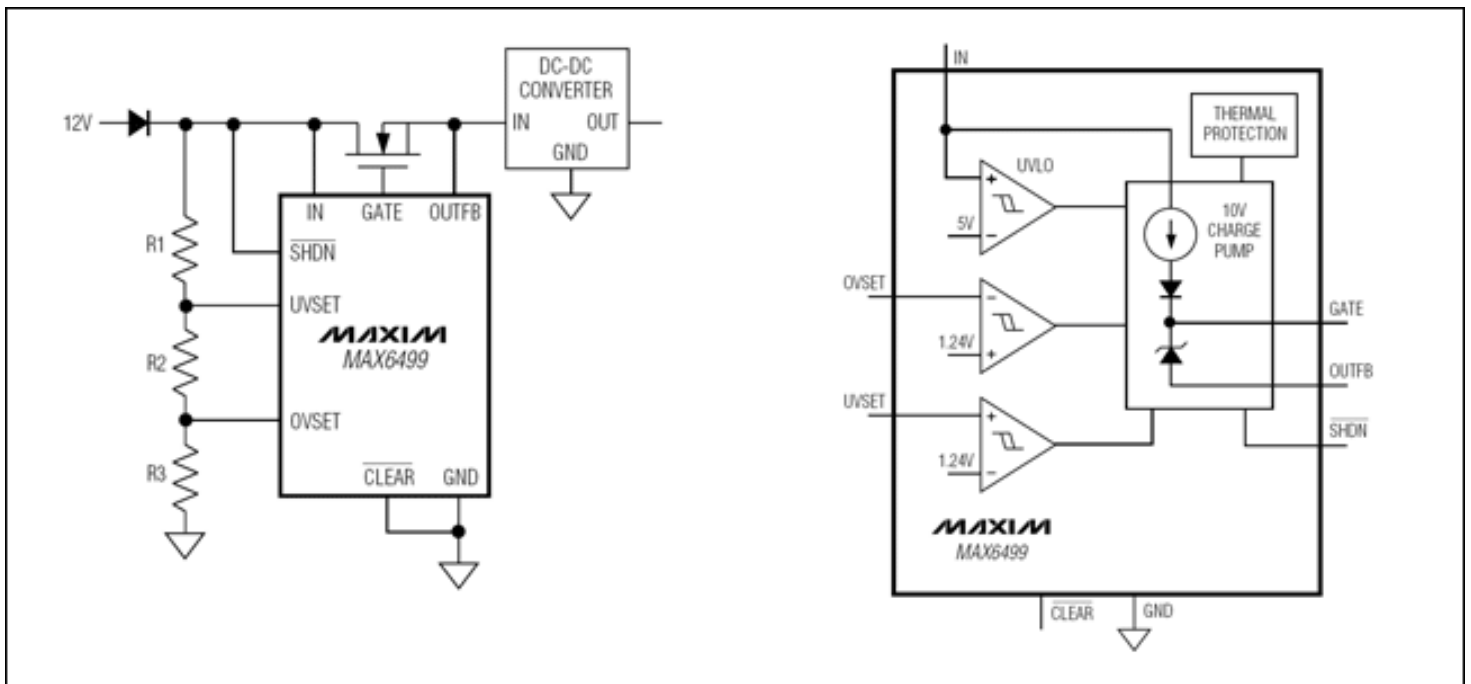 DC-DC
CONVERTER
12V
IN
OUT
GND
IN
GATE
OUTFB
R1
SHDN
UVSET
MAXIM
MAX6499
R2
OVSET
R3
CLEAR
GND
IN
THERMAL
PROTECTION
UVLO
5V
10V
CHARGE
PUMP
OVSET
1.24V
GATE
OUTFB
UVSET
1.24V
SHDN
MAXIM
MAX6499
CLEAR
GND